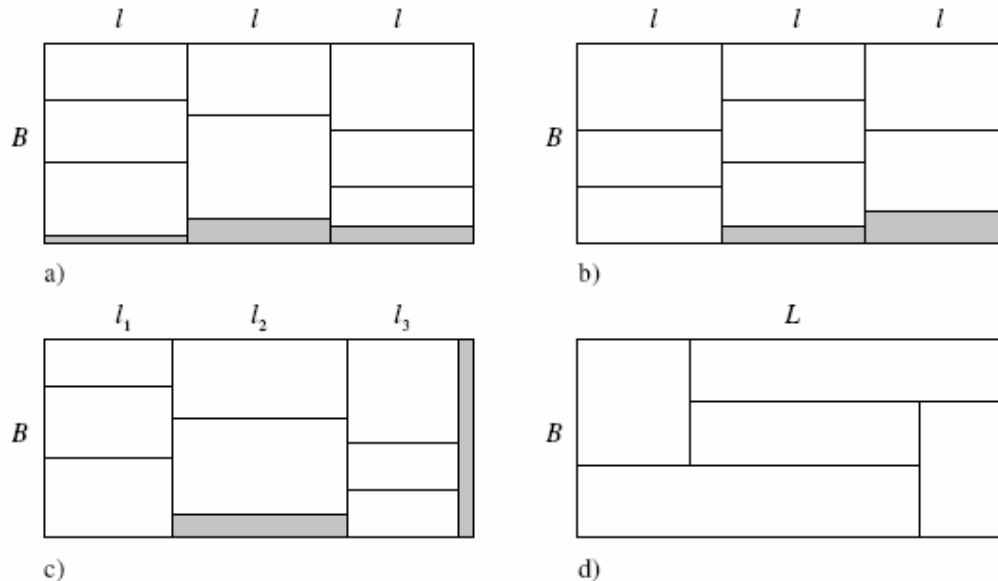 l l l l l l
B B
a) b)
l₁ l₂ l₃ L
B B
c) d)